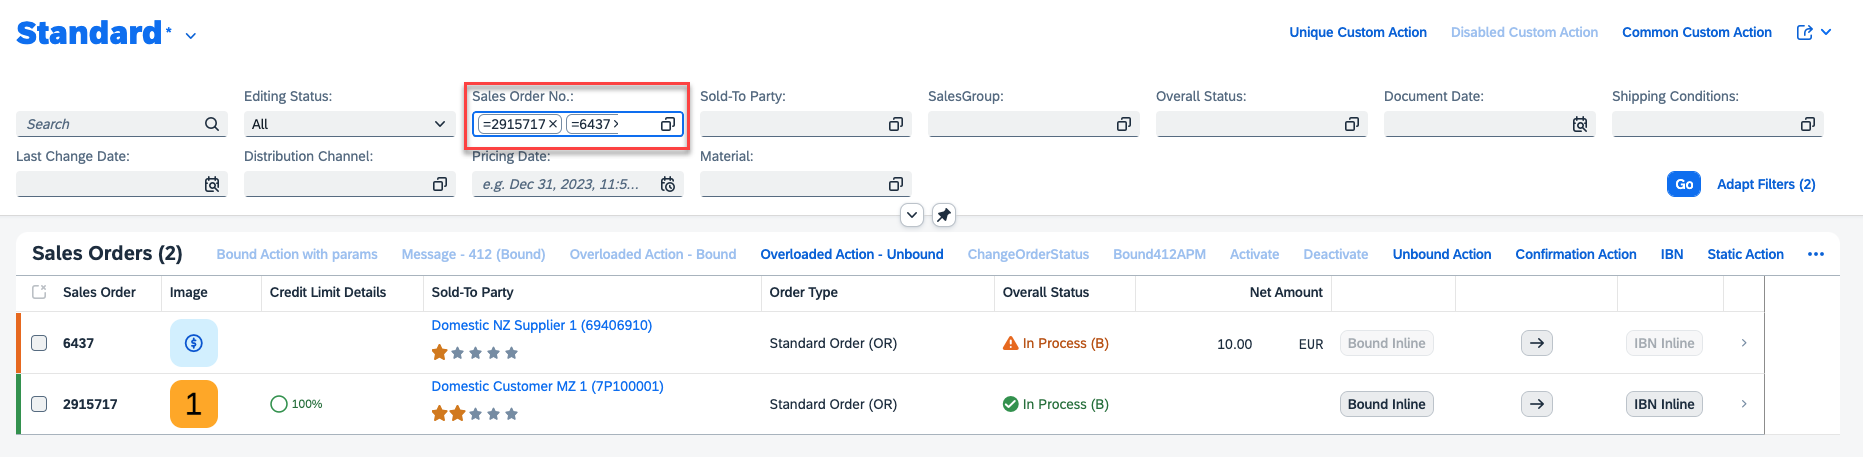 Standard*
Unique Custom Action Disabled Custom Action Common Custom Action
Editing Status: Sales Order No.: Sold-To Party: SalesGroup: Overall Status: Document Date: Shipping Conditions:
Search All =2915717 =6437
Last Change Date: Distribution Channel: Pricing Date: Material:
e.g. Dec 31, 2023, 11:5... Go Adapt Filters (2)
Sales Orders (2) Bound Action with params Message - 412 (Bound) Overloaded Action - Bound Overloaded Action - Unbound ChangeOrderStatus Bound412APM Activate Deactivate Unbound Action Confirmation Action IBN Static Action
Sales Order Image Credit Limit Details Sold-To Party Order Type Overall Status Net Amount
Domestic NZ Supplier 1 (69406910)
6437 Standard Order (OR) In Process (B) 10.00 EUR Bound Inline IBN Inline
Domestic Customer MZ 1 (7P100001)
2915717 1 100% Standard Order (OR) In Process (B) Bound Inline IBN Inline